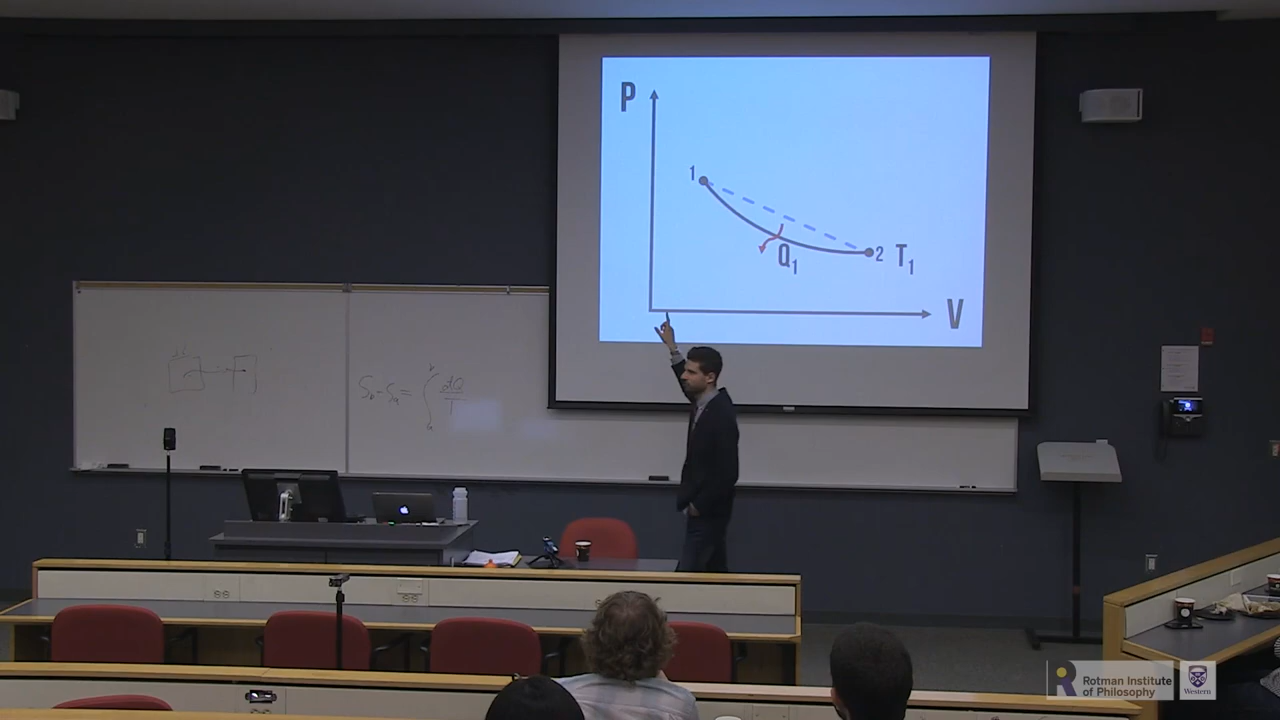 P
1
Q₁
2 T₁
V
S_b - S_a = ∫ dQ
T
Rotman Institute
of Philosophy
Western